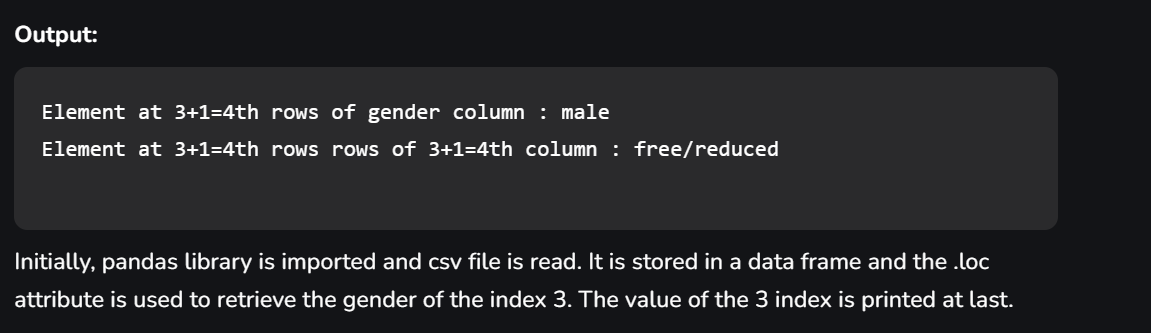 Output:
Element at 3+1=4th rows of gender column : male
Element at 3+1=4th rows rows of 3+1=4th column : free/reduced
Initially, pandas library is imported and csv file is read. It is stored in a data frame and the .loc
attribute is used to retrieve the gender of the index 3. The value of the 3 index is printed at last.